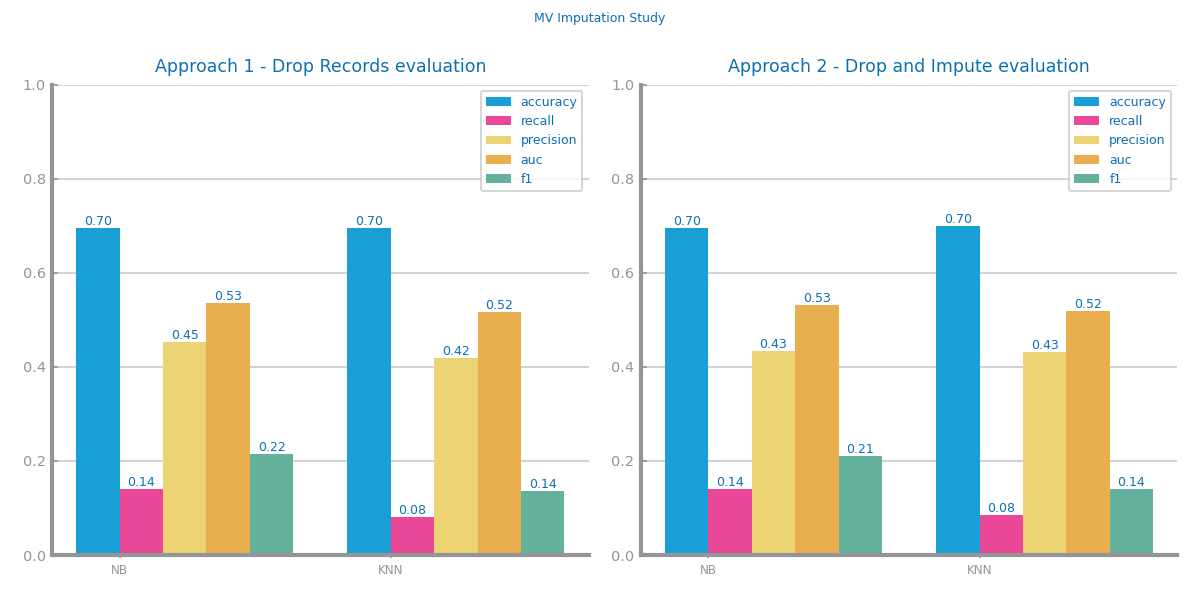 MV Imputation Study
Approach 1 - Drop Records evaluation
1.0
0.8
0.6
0.4
0.2
0.0
accuracy
recall
precision
auc
f1
0.70
0.14
0.45
0.53
0.22
0.70
0.08
0.42
0.52
0.14
NB
KNN
Approach 2 - Drop and Impute evaluation
1.0
0.8
0.6
0.4
0.2
0.0
accuracy
recall
precision
auc
f1
0.70
0.14
0.43
0.53
0.21
0.70
0.08
0.43
0.52
0.14
NB
KNN